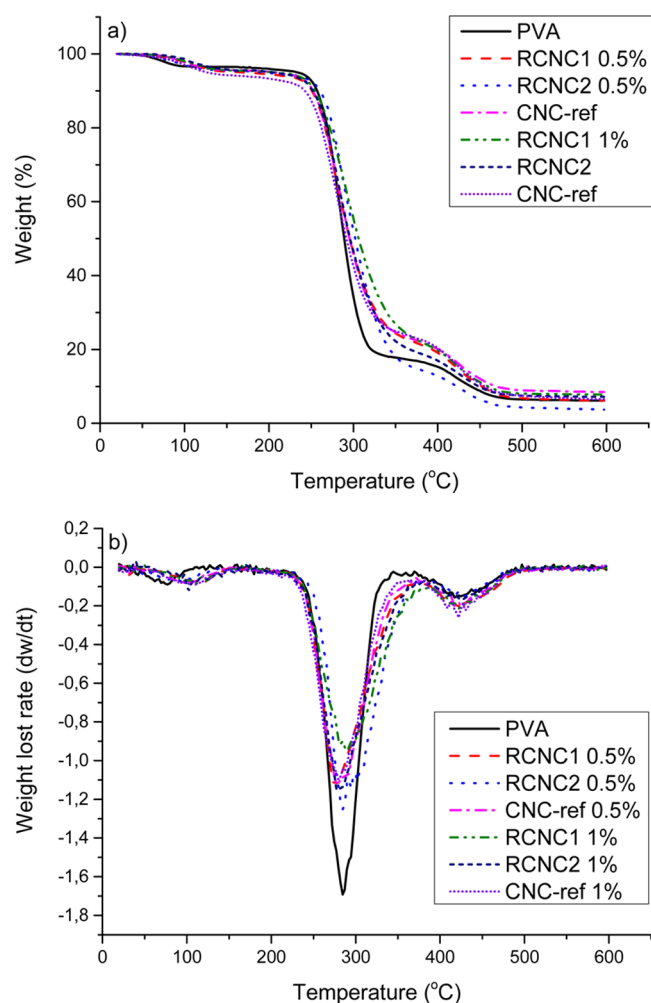 a)
PVA
RCNC1 0.5%
RCNC2 0.5%
CNC-ref
RCNC1 1%
RCNC2
CNC-ref
100
80
60
40
20
0
Weight (%)
0 100 200 300 400 500 600
Temperature (°C)
b)
0,2
0,0
-0,2
-0,4
-0,6
-0,8
-1,0
-1,2
-1,4
-1,6
-1,8
Weight lost rate (dw/dt)
PVA
RCNC1 0.5%
RCNC2 0.5%
CNC-ref 0.5%
RCNC1 1%
RCNC2 1%
CNC-ref 1%
0 100 200 300 400 500 600
Temperature (°C)